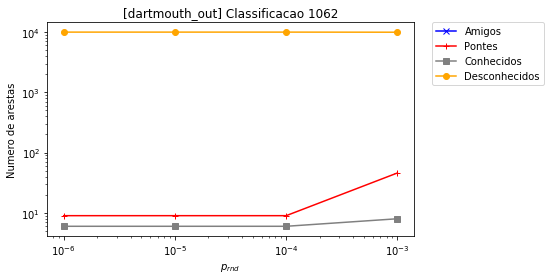 [dartmouth_out] Classificacao 1062
Numero de arestas
10⁴
10³
10²
10¹
10⁻⁶
10⁻⁵
10⁻⁴
10⁻³
p_rnd
Amigos
Pontes
Conhecidos
Desconhecidos